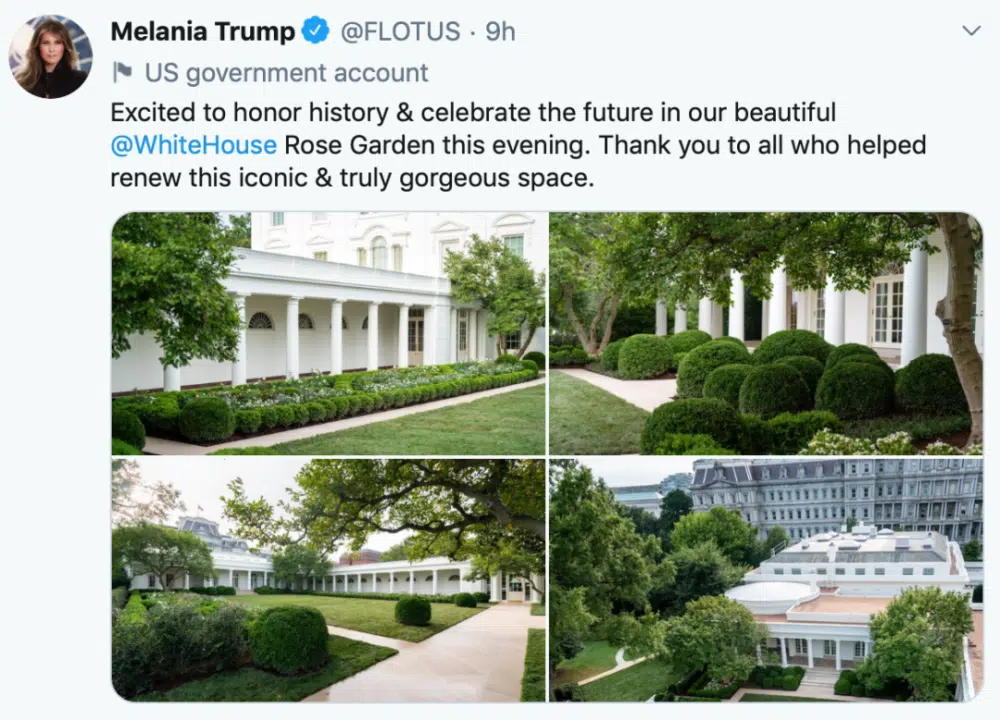 Melania Trump @FLOTUS · 9h
US government account
Excited to honor history & celebrate the future in our beautiful
@WhiteHouse Rose Garden this evening. Thank you to all who helped
renew this iconic & truly gorgeous space.